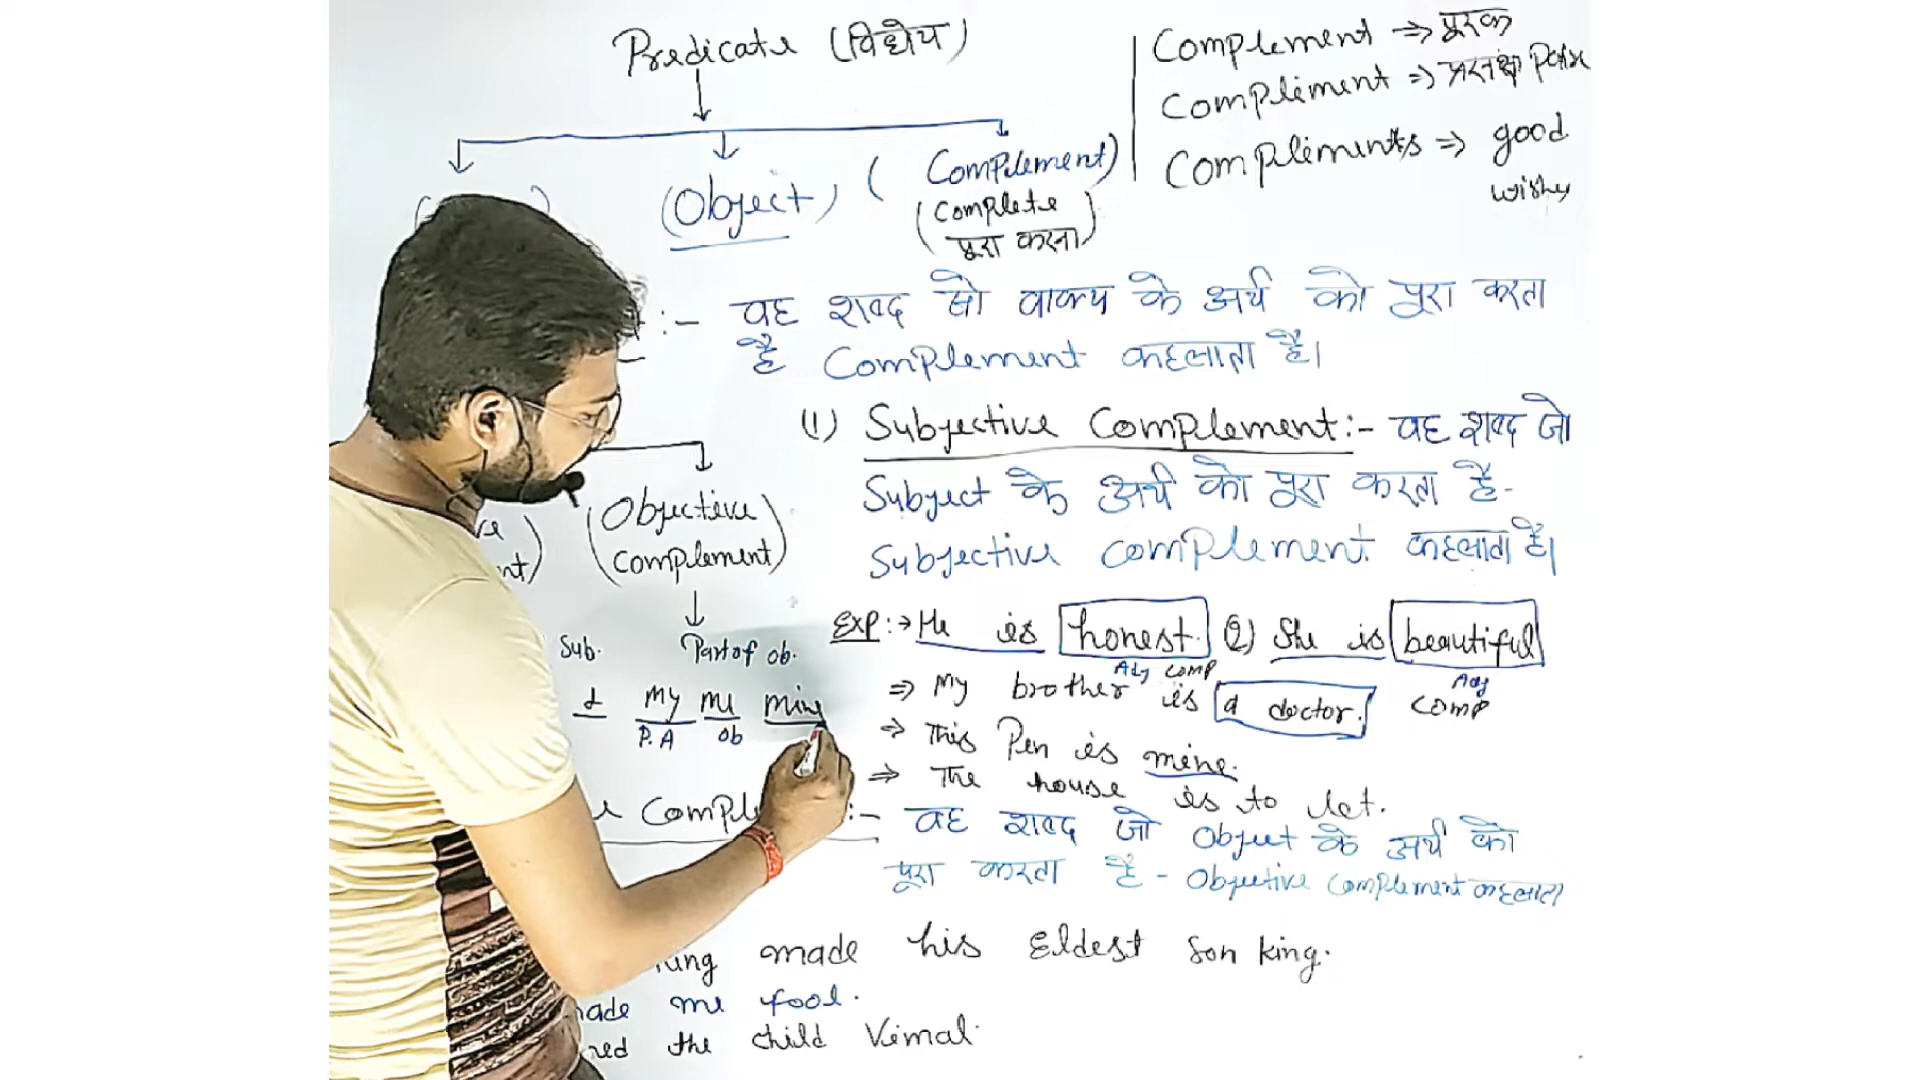 Predicate (विधेय)
(Object) (Complement)
(Complete
पूरा करना)
Complement ⇒ पूरक
Compliment ⇒
Compliments ⇒ good
wishes
:- वह शब्द जो वाक्य के अर्थ को पूरा करता
है Complement कहलाता है।
(1) Subjective Complement:- वह शब्द जो
Subject के अर्थ को पूरा करता है-
Subjective complement कहलाता है।
(Objective
complement)
Sub. Part of ob.
I my me mine
P.A ob
Exp:→ He is honest. 2) She is beautiful
Adj comp Adj
comp
⇒ My brother is a doctor.
⇒ This Pen is mine.
⇒ The house is to let.
:- वह शब्द जो Object के अर्थ को
पूरा करता है - Objective complement कहलाता
made his Eldest Son king.
me fool.
the child Vimal